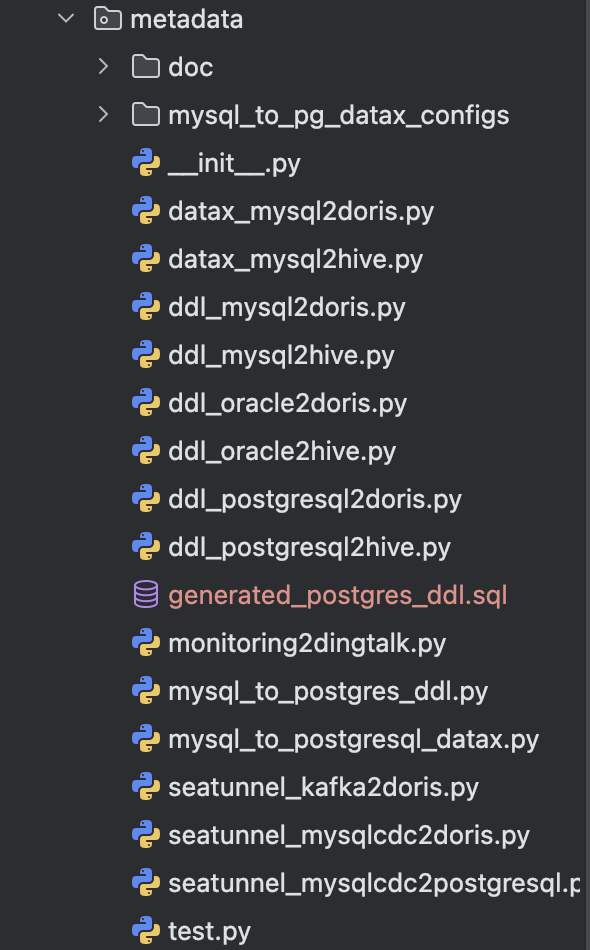 metadata
doc
mysql_to_pg_datax_configs
__init__.py
datax_mysql2doris.py
datax_mysql2hive.py
ddl_mysql2doris.py
ddl_mysql2hive.py
ddl_oracle2doris.py
ddl_oracle2hive.py
ddl_postgresql2doris.py
ddl_postgresql2hive.py
generated_postgres_ddl.sql
monitoring2dingtalk.py
mysql_to_postgres_ddl.py
mysql_to_postgresql_datax.py
seatunnel_kafka2doris.py
seatunnel_mysqlcdc2doris.py
seatunnel_mysqlcdc2postgresql.p
test.py